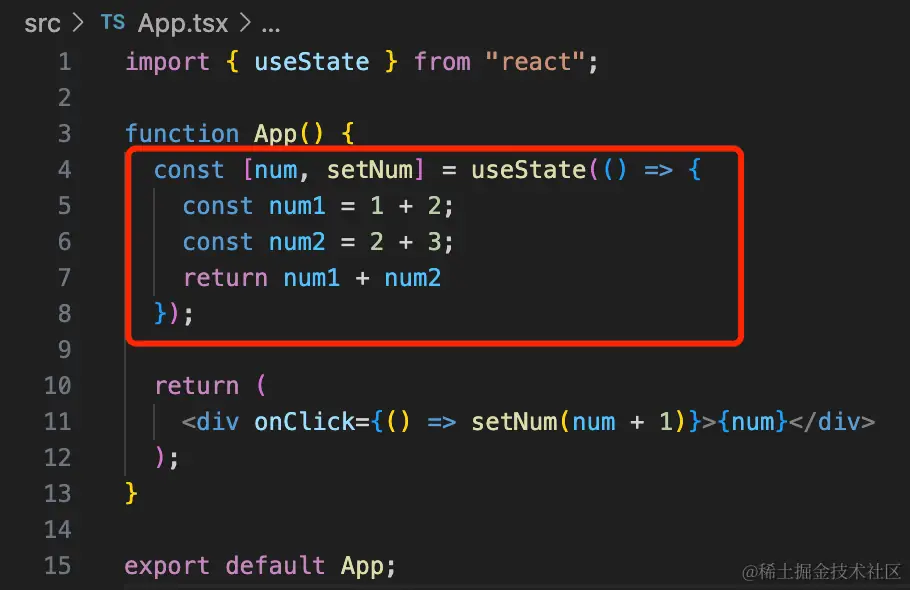 src > TS App.tsx > ...
1 import { useState } from "react";
2
3 function App() {
4   const [num, setNum] = useState(() => {
5     const num1 = 1 + 2;
6     const num2 = 2 + 3;
7     return num1 + num2
8   });
9
10   return (
11     <div onClick={() => setNum(num + 1)}>{num}</div>
12   );
13 }
14
15 export default App;
@稀土掘金技术社区